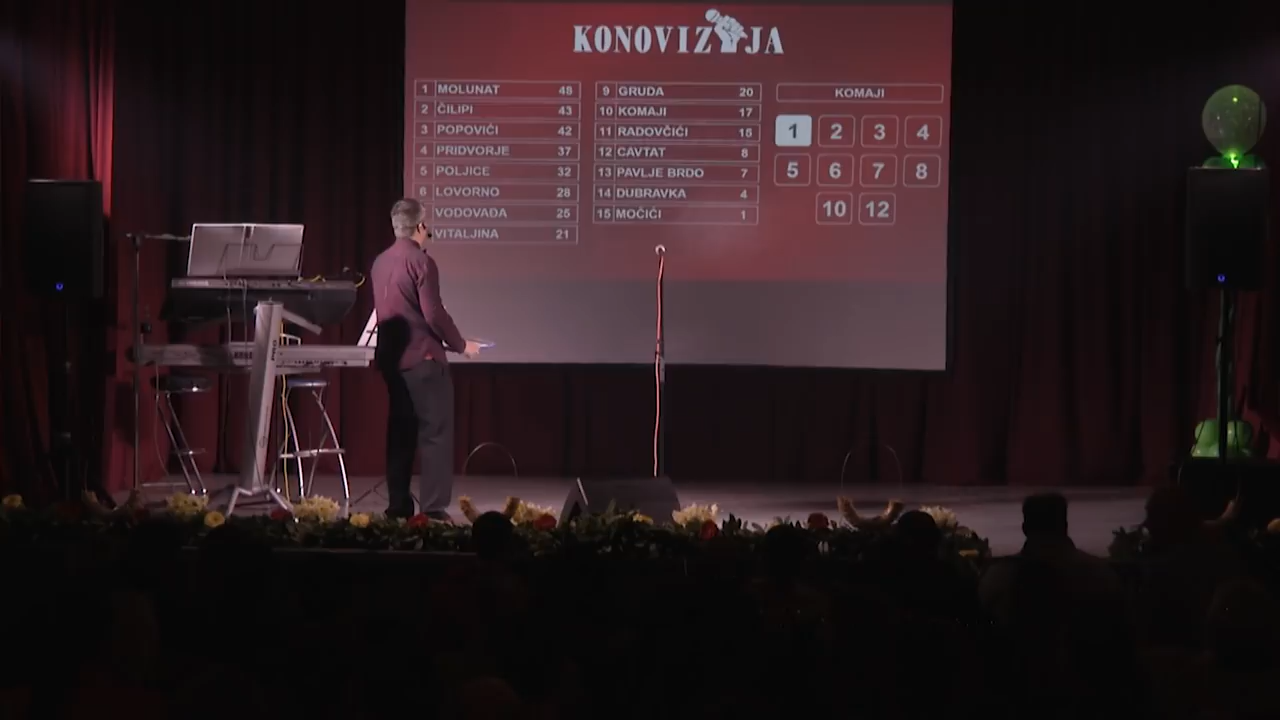 KONOVIZIJA
1 MOLUNAT 48
2 ČILIPI 43
3 POPOVIĆI 42
4 PRIDVORJE 37
5 POLJICE 32
6 LOVORNO 28
VODOVAĐA 25
VITALJINA 21
9 GRUDA 20
10 KOMAJI 17
11 RADOVČIĆI 15
12 CAVTAT 8
13 PAVLJE BRDO 7
14 DUBRAVKA 4
15 MOČIĆI 1
KOMAJI
1 2 3 4
5 6 7 8
10 12